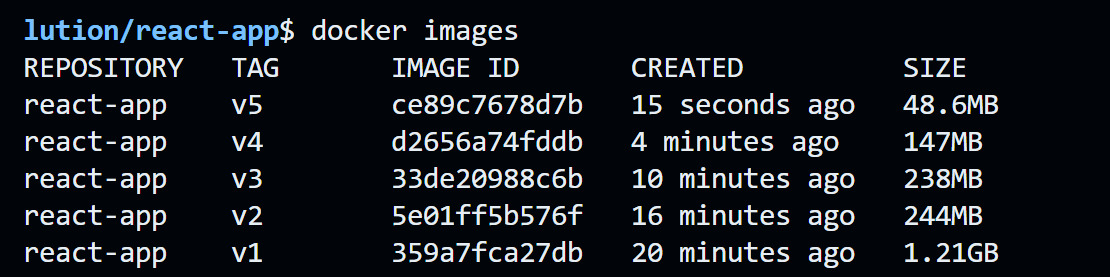 lution/react-app$ docker images
REPOSITORY TAG IMAGE ID CREATED SIZE
react-app v5 ce89c7678d7b 15 seconds ago 48.6MB
react-app v4 d2656a74fddb 4 minutes ago 147MB
react-app v3 33de20988c6b 10 minutes ago 238MB
react-app v2 5e01ff5b576f 16 minutes ago 244MB
react-app v1 359a7fca27db 20 minutes ago 1.21GB